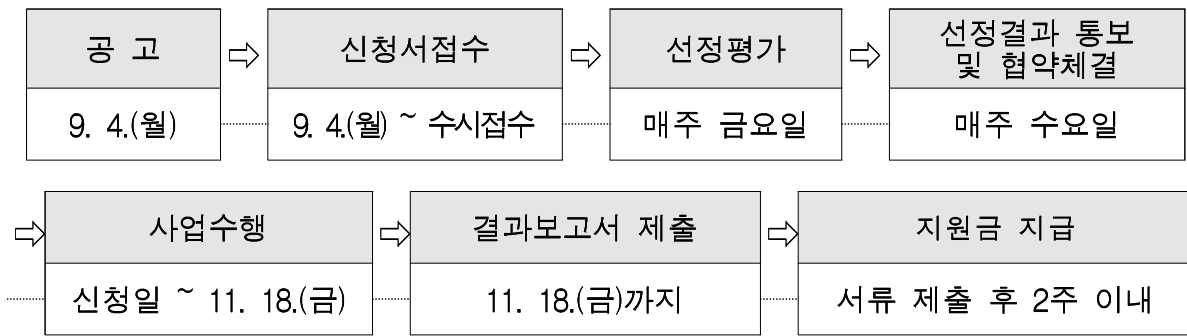 공 고
신청서접수
선정평가
선정결과 통보
및 협약체결
9. 4.(월)
9. 4.(월) ~ 수시접수
매주 금요일
매주 수요일
사업수행
결과보고서 제출
지원금 지급
신청일 ~ 11. 18.(금)
11. 18.(금)까지
서류 제출 후 2주 이내